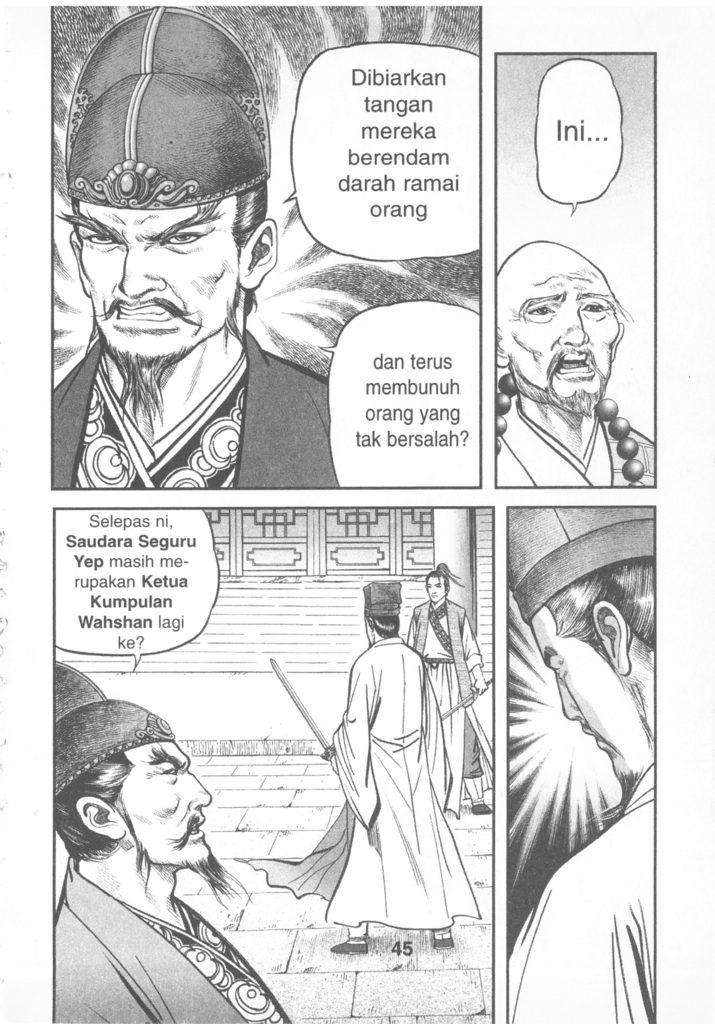 Dibiarkan
tangan
mereka
berendam
darah ramai
orang
dan terus
membunuh
orang yang
tak bersalah?
Ini...
Selepas ni,
Saudara Seguru
Yep masih me-
rupakan Ketua
Kumpulan
Wahshan lagi
ke?
45